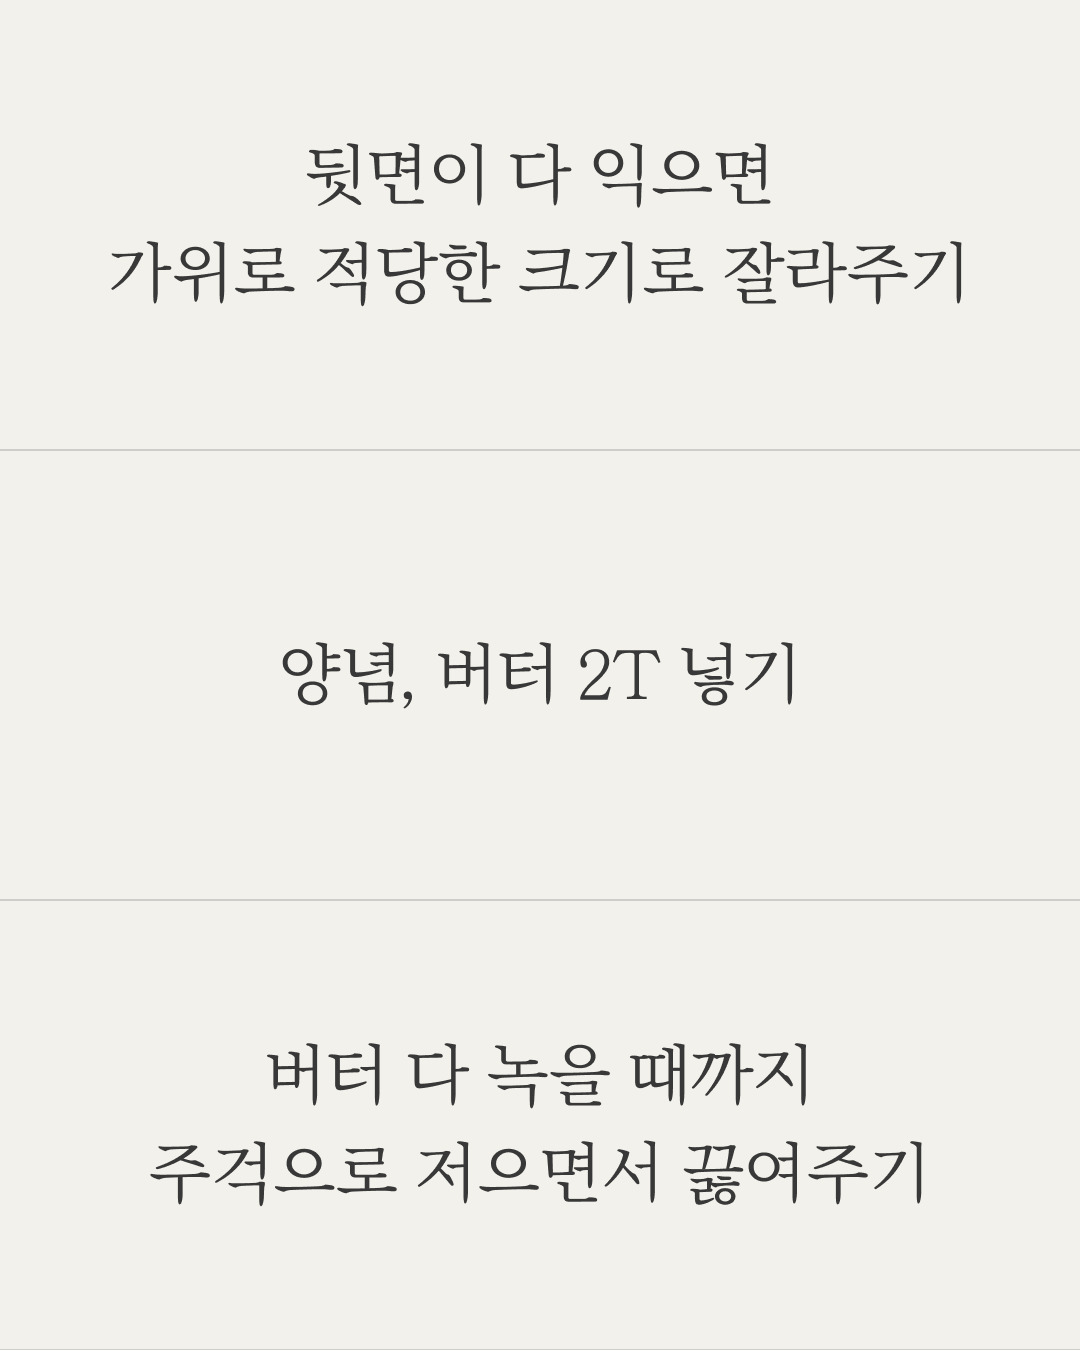 뒷면이 다 익으면
가위로 적당한 크기로 잘라주기
양념, 버터 2T 넣기
버터 다 녹을 때까지
주걱으로 저으면서 끓여주기